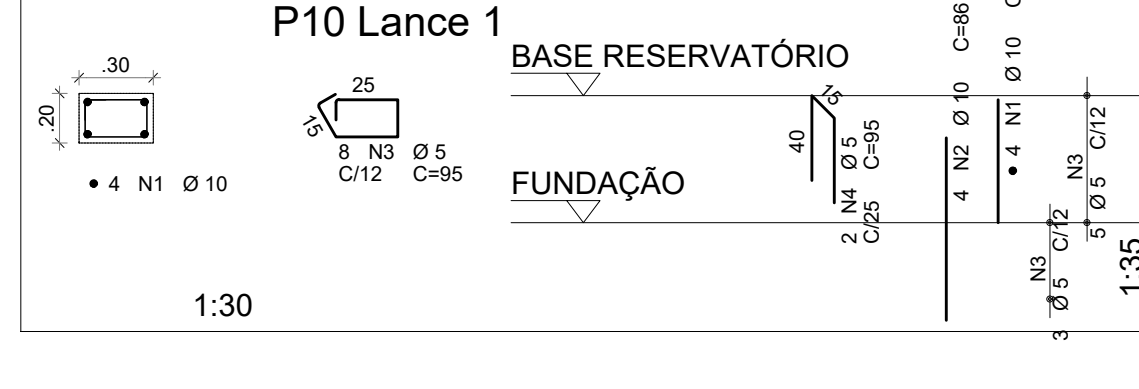 P10 Lance 1
.30
.20
• 4 N1 Ø 10
25
15
8 N3 Ø 5
C/12 C=95
BASE RESERVATÓRIO
FUNDAÇÃO
15
40
2 N4 Ø 5
C/25 C=95
4 N2 Ø 10 C=86
• 4 N1 Ø 10
N3
5 Ø 5 C/12
N3
3 Ø 5 C/12
1:30
1:35